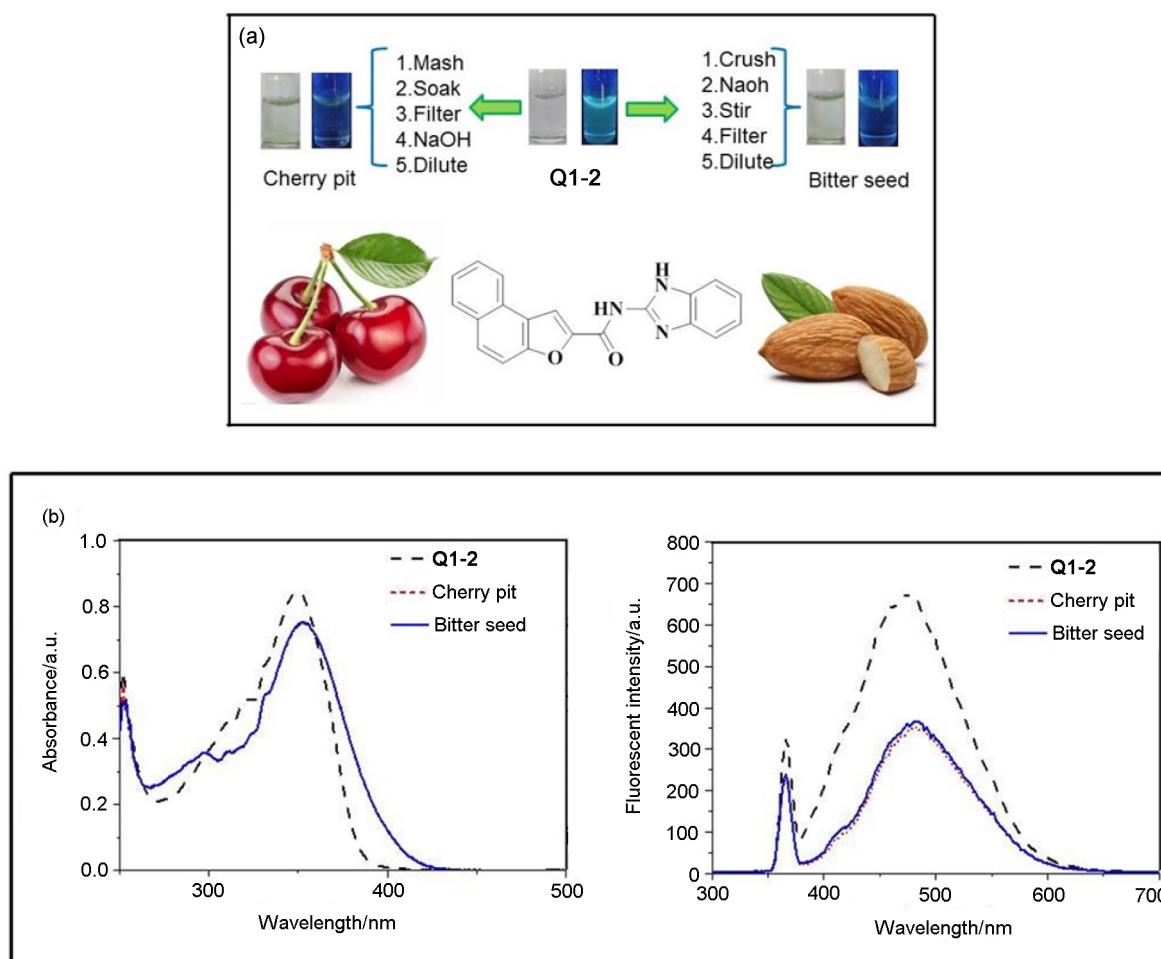 (a)
1.Mash
2.Soak
3.Filter
4.NaOH
5.Dilute
Cherry pit
Q1-2
1.Crush
2.Naoh
3.Stir
4.Filter
5.Dilute
Bitter seed
H
N
HN
N
O
O
(b)
1.0
0.8
0.6
0.4
0.2
0.0
Absorbance/a.u.
Q1-2
Cherry pit
Bitter seed
300
400
500
Wavelength/nm
800
700
600
500
400
300
200
100
0
Fluorescent intensity/a.u.
Q1-2
Cherry pit
Bitter seed
300
400
500
600
700
Wavelength/nm